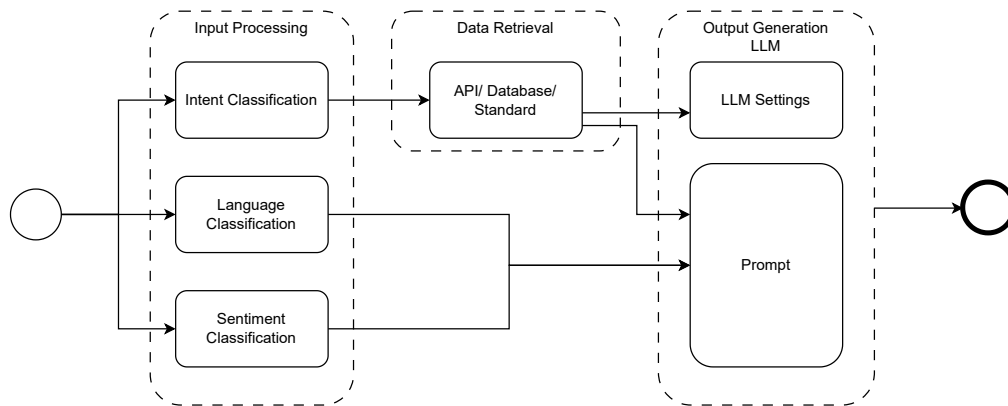 Input Processing
Data Retrieval
Output Generation
LLM
Intent Classification
API/ Database/
Standard
LLM Settings
Language
Classification
Prompt
Sentiment
Classification